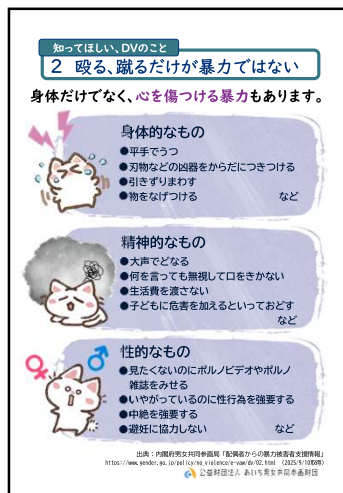 知ってほしい、DVのこと
2 殴る、蹴るだけが暴力ではない
身体だけでなく、心を傷つける暴力もあります。
身体的なもの
●平手でうつ
●刃物などの凶器をからだにつきつける
●引きずりまわす
●物をなげつける など
精神的なもの
●大声でどなる
●何を言っても無視して口をきかない
●生活費を渡さない
●子どもに危害を加えるといっておどす
など
性的なもの
●見たくないのにポルノビデオやポルノ
雑誌をみせる
●いやがっているのに性行為を強要する
●中絶を強要する
●避妊に協力しない など
出典：内閣府男女共同参画局「配偶者からの暴力被害者支援情報」
https://www.gender.go.jp/policy/no_violence/e-vaw/dv/02.html (2025/9/10取得)
公益財団法人 あいち男女共同参画財団